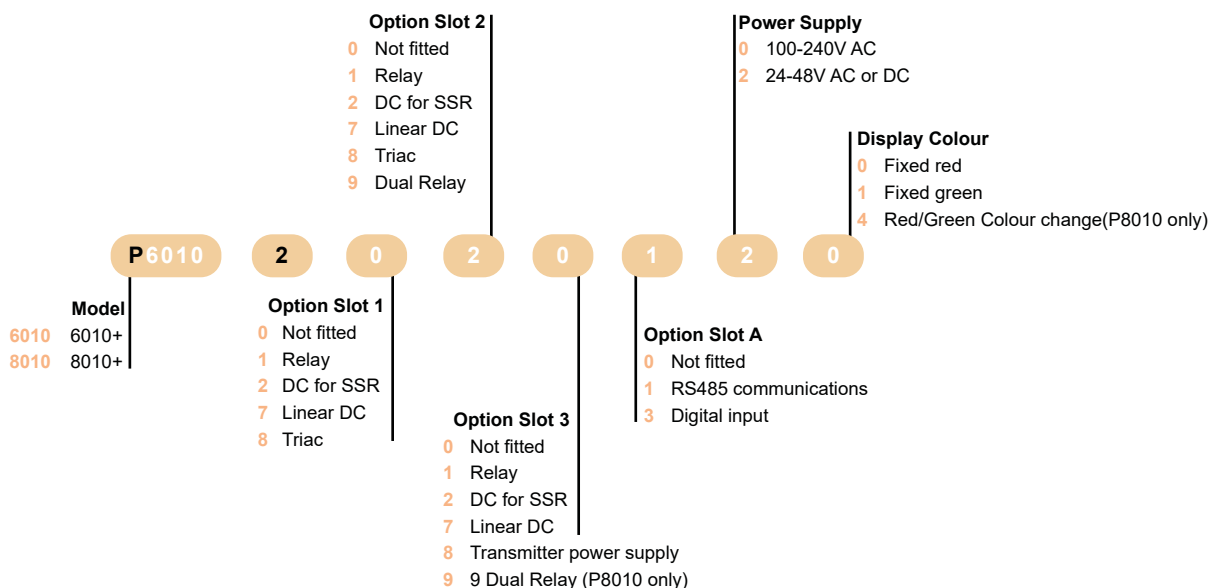 Option Slot 2
0 Not fitted
1 Relay
2 DC for SSR
7 Linear DC
8 Triac
9 Dual Relay
Power Supply
0 100-240V AC
2 24-48V AC or DC
Display Colour
0 Fixed red
1 Fixed green
4 Red/Green Colour change(P8010 only)
P6010 2 0 2 0 1 2 0
Model
6010 6010+
8010 8010+
Option Slot 1
0 Not fitted
1 Relay
2 DC for SSR
7 Linear DC
8 Triac
Option Slot 3
0 Not fitted
1 Relay
2 DC for SSR
7 Linear DC
8 Transmitter power supply
9 9 Dual Relay (P8010 only)
Option Slot A
0 Not fitted
1 RS485 communications
3 Digital input